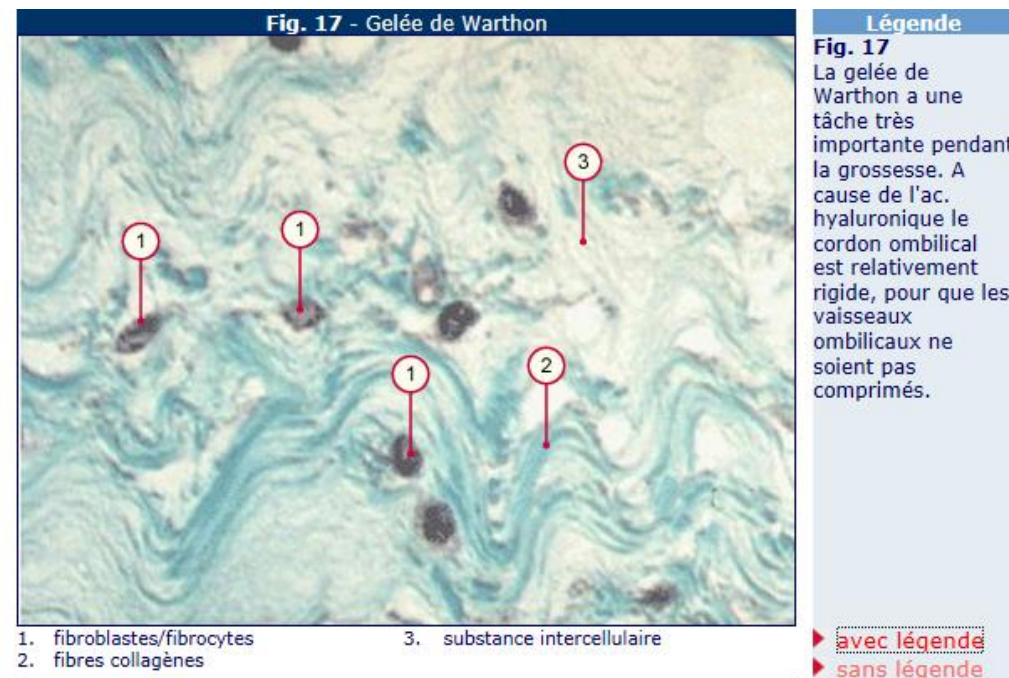 Fig. 17 - Gelée de Warthon
1
1
3
1
2
1. fibroblastes/fibrocytes
2. fibres collagènes
3. substance intercellulaire
Légende
Fig. 17
La gelée de
Warthon a une
tâche très
importante pendant
la grossesse. A
cause de l'ac.
hyaluronique le
cordon ombilical
est relativement
rigide, pour que les
vaisseaux
ombilicaux ne
soient pas
comprimés.
avec légende
sans légende